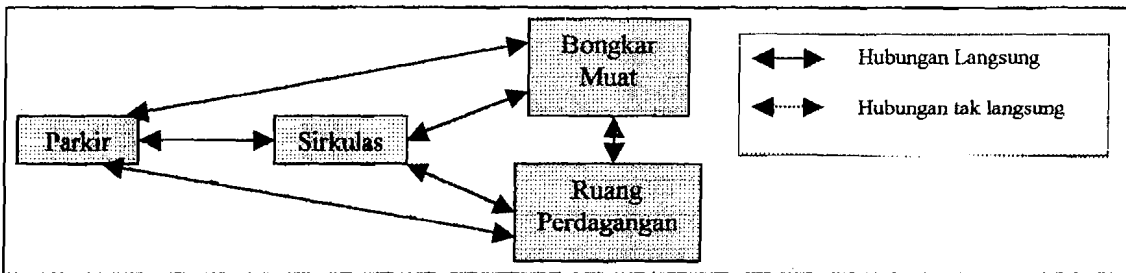 Bongkar
Muat
Parkir
Sirkulas
Ruang
Perdagangan
Hubungan Langsung
Hubungan tak langsung